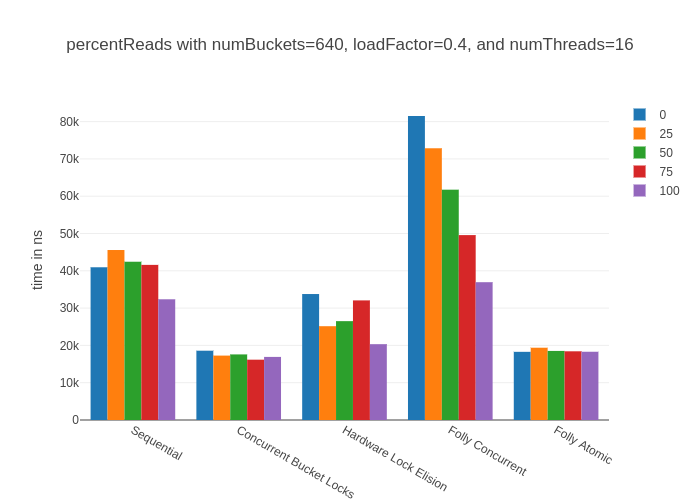 percentReads with numBuckets=640, loadFactor=0.4, and numThreads=16
0
25
50
75
100
time in ns
80k
70k
60k
50k
40k
30k
20k
10k
0
Sequential
Concurrent Bucket Locks
Hardware Lock Elision
Folly Concurrent
Folly Atomic